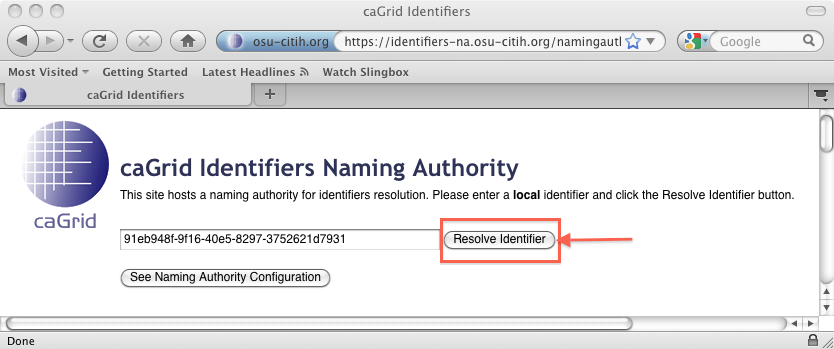 caGrid Identifiers
osu-citih.org
https://identifiers-na.osu-citih.org/namingautl
Google
Most Visited
Getting Started
Latest Headlines
Watch Slingbox
caGrid Identifiers
caGrid
caGrid Identifiers Naming Authority
This site hosts a naming authority for identifiers resolution. Please enter a local identifier and click the Resolve Identifier button.
91eb948f-9f16-40e5-8297-3752621d7931
Resolve Identifier
See Naming Authority Configuration
Done